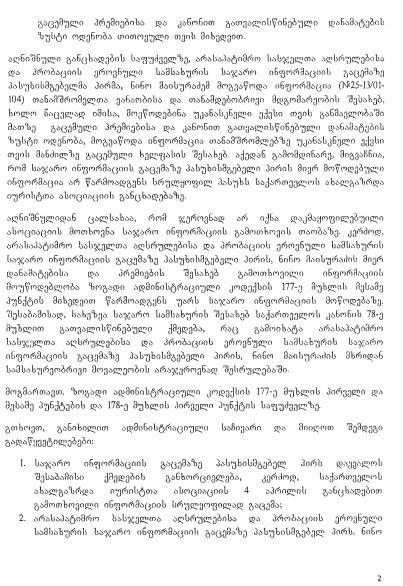 გაცემული პრემიებისა და კანონით გათვალისწინებული დანამატების
ზუსტი ოდენობა თითოეული თვის მიხედვით.
აღნიშნული განცხადების საფუძველზე, არასაპატიმრო სასჯელთა აღსრულებისა
და პრობაციის ეროვნული სამსახურის საჯარო ინფორმაციის გაცემაზე
პასუხისმგებელმა პირმა, ნინო მაისურაძემ მოგვაწოდა ინფორმაცია (№25-13/01-
104) თანამშრომელთა ვინაობისა და თანამდებობრივი მდგომარეობის შესახებ,
ხოლო ნაცვლად იმისა, მოეწოდებინა უკანასკნელი ექვსი თვის განმავლობაში
მათზე გაცემული პრემიებისა და კანონით გათვალისწინებული დანამატების
ზუსტი ოდენობა, მოგვაწოდა ინფორმაცია თანამშრომლებზე უკანასკნელი ექვსი
თვის მანძილზე გაცემული ხელფასის შესახებ. აქედან გამომდინარე, მიგვაჩნია,
რომ საჯარო ინფორმაციის გაცემაზე პასუხისმგებელი პირის მიერ მოწოდებული
ინფორმაცია არ წარმოადგენს სრულყოფილ პასუხს საქართველოს ახალგაზრდა
იურისტთა ასოციაციის განცხადებაზე.
აღნიშნულიდან ცალსახაა, რომ ჯეროვნად არ იქნა დაკმაყოფილებული
ასოციაციის მოთხოვნა საჯარო ინფორმაციის გამოთხოვის თაობაზე. კერძოდ,
არასაპატიმრო სასჯელთა აღსრულებისა და პრობაციის ეროვნული სამსახურის
საჯარო ინფორმაციის გაცემაზე პასუხისმგებელი პირის, ნინო მაისურაძის მიერ
დანამატებისა და პრემიების შესახებ გამოთხოვილი ინფორმაციის
მოუწოდებლობა ზოგადი ადმინისტრაციული კოდექსის 177-ე მუხლის მესამე
პუნქტის მიხედვით წარმოადგენს უარს საჯარო ინფორმაციის მოწოდებაზე.
შესაბამისად, სახეზეა საჯარო სამსახურის შესახებ საქართველოს კანონის 78-ე
მუხლით გათვალისწინებული ქმედება, რაც გამოიხატა არასაპატიმრო
სასჯელთა აღსრულებისა და პრობაციის ეროვნული სამსახურის საჯარო
ინფორმაციის გაცემაზე პასუხისმგებელი პირის, ნინო მაისურაძის მხრიდან
სამსახურეობრივი მოვალეობის არაჯეროვნად შესრულებაში.
მოგმართავთ, ზოგადი ადმინისტრაციული კოდექსის 177-ე მუხლის პირველი და
მესამე პუნქტების და 178-ე მუხლის პირველი პუნქტის საფუძველზე.
გთხოვთ, განიხილოთ ადმინისტრაციული საჩივარი და მიიღოთ შემდეგი
გადაწყვეტილებები:
1. საჯარო ინფორმაციის გაცემაზე პასუხისმგებელ პირს დაევალოს
შესაბამისი ქმედების განხორციელება, კერძოდ, საქართველოს
ახალგაზრდა იურისტთა ასოციაციის 4 აპრილის განცხადებით
გამოთხოვილი ინფორმაციის სრულყოფილად გაცემა;
2. არასაპატიმრო სასჯელთა აღსრულებისა და პრობაციის ეროვნული
სამსახურის საჯარო ინფორმაციის გაცემაზე პასუხისმგებელ პირს, ნინო
2